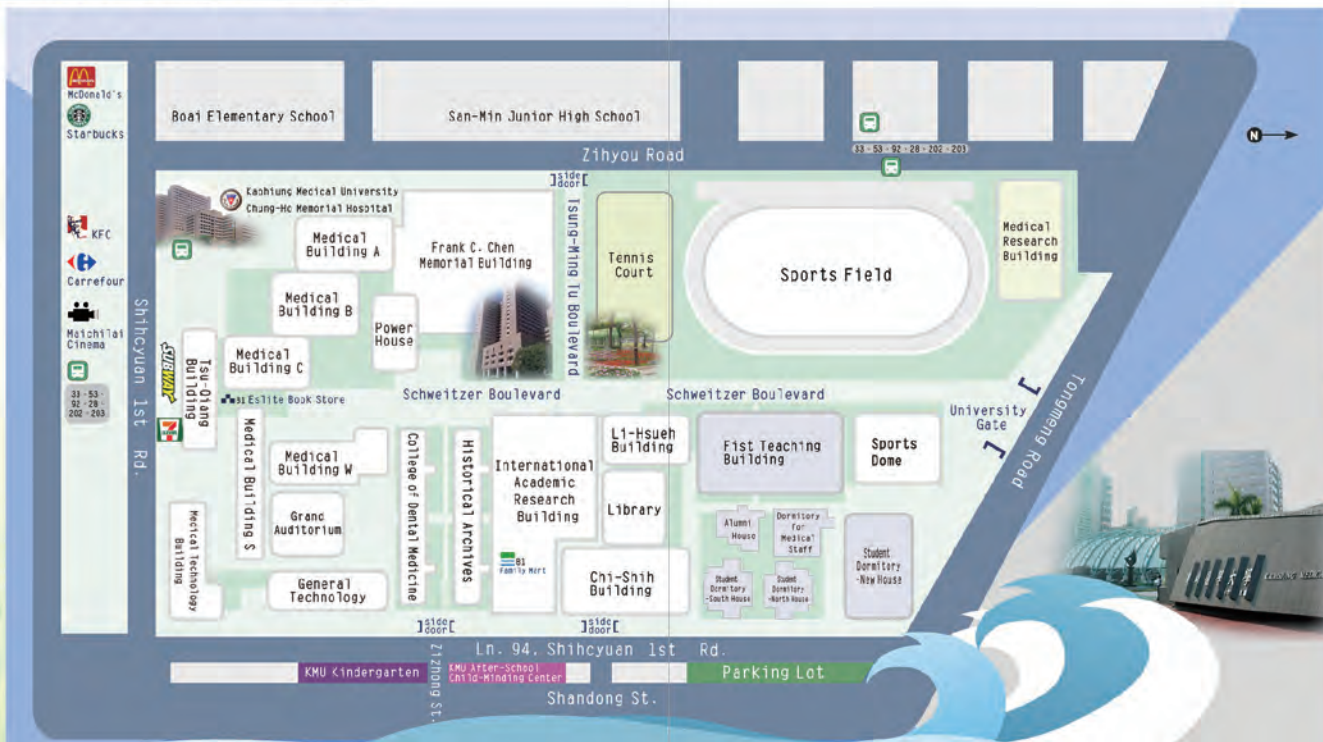 McDonald's
Starbucks
KFC
Carrefour
Maichilai
Cinema
33 · 53 ·
92 · 28 ·
202 · 203
Shihcyuan 1st Rd.
Boai Elementary School
San-Min Junior High School
33 · 53 · 92 · 28 · 202 · 203
N
Zihyou Road
side
door
Kaohiung Medical University
Chung-Ho Memorial Hospital
Medical
Building A
Frank C. Chen
Memorial Building
Tsung-Ming Tu Boulevard
Tennis
Court
Sports Field
Medical
Research
Building
Medical
Building B
Power
House
Medical
Building C
SUBWAY
Tsu-Qiang
Building
B1 Eslite Book Store
Schweitzer Boulevard
Schweitzer Boulevard
University
Gate
Tongmeng Road
Medical Building S
Medical
Building W
Grand
Auditorium
College of Dental Medicine
Historical Archives
International
Academic
Research
Building
B1
Family Mart
Li-Hsueh
Building
Library
Chi-Shih
Building
Fist Teaching
Building
Sports
Dome
Alumni
House
Dormitory
for
Medical
Staff
Student
Dormitory
-South House
Student
Dormitory
-North House
Student
Dormitory
-New House
Medical Technology
Building
General
Technology
side
door
side
door
Ln. 94, Shihcyuan 1st Rd.
Zizhong St.
KMU Kindergarten
KMU After-School
Child-Minding Center
Parking Lot
Shandong St.